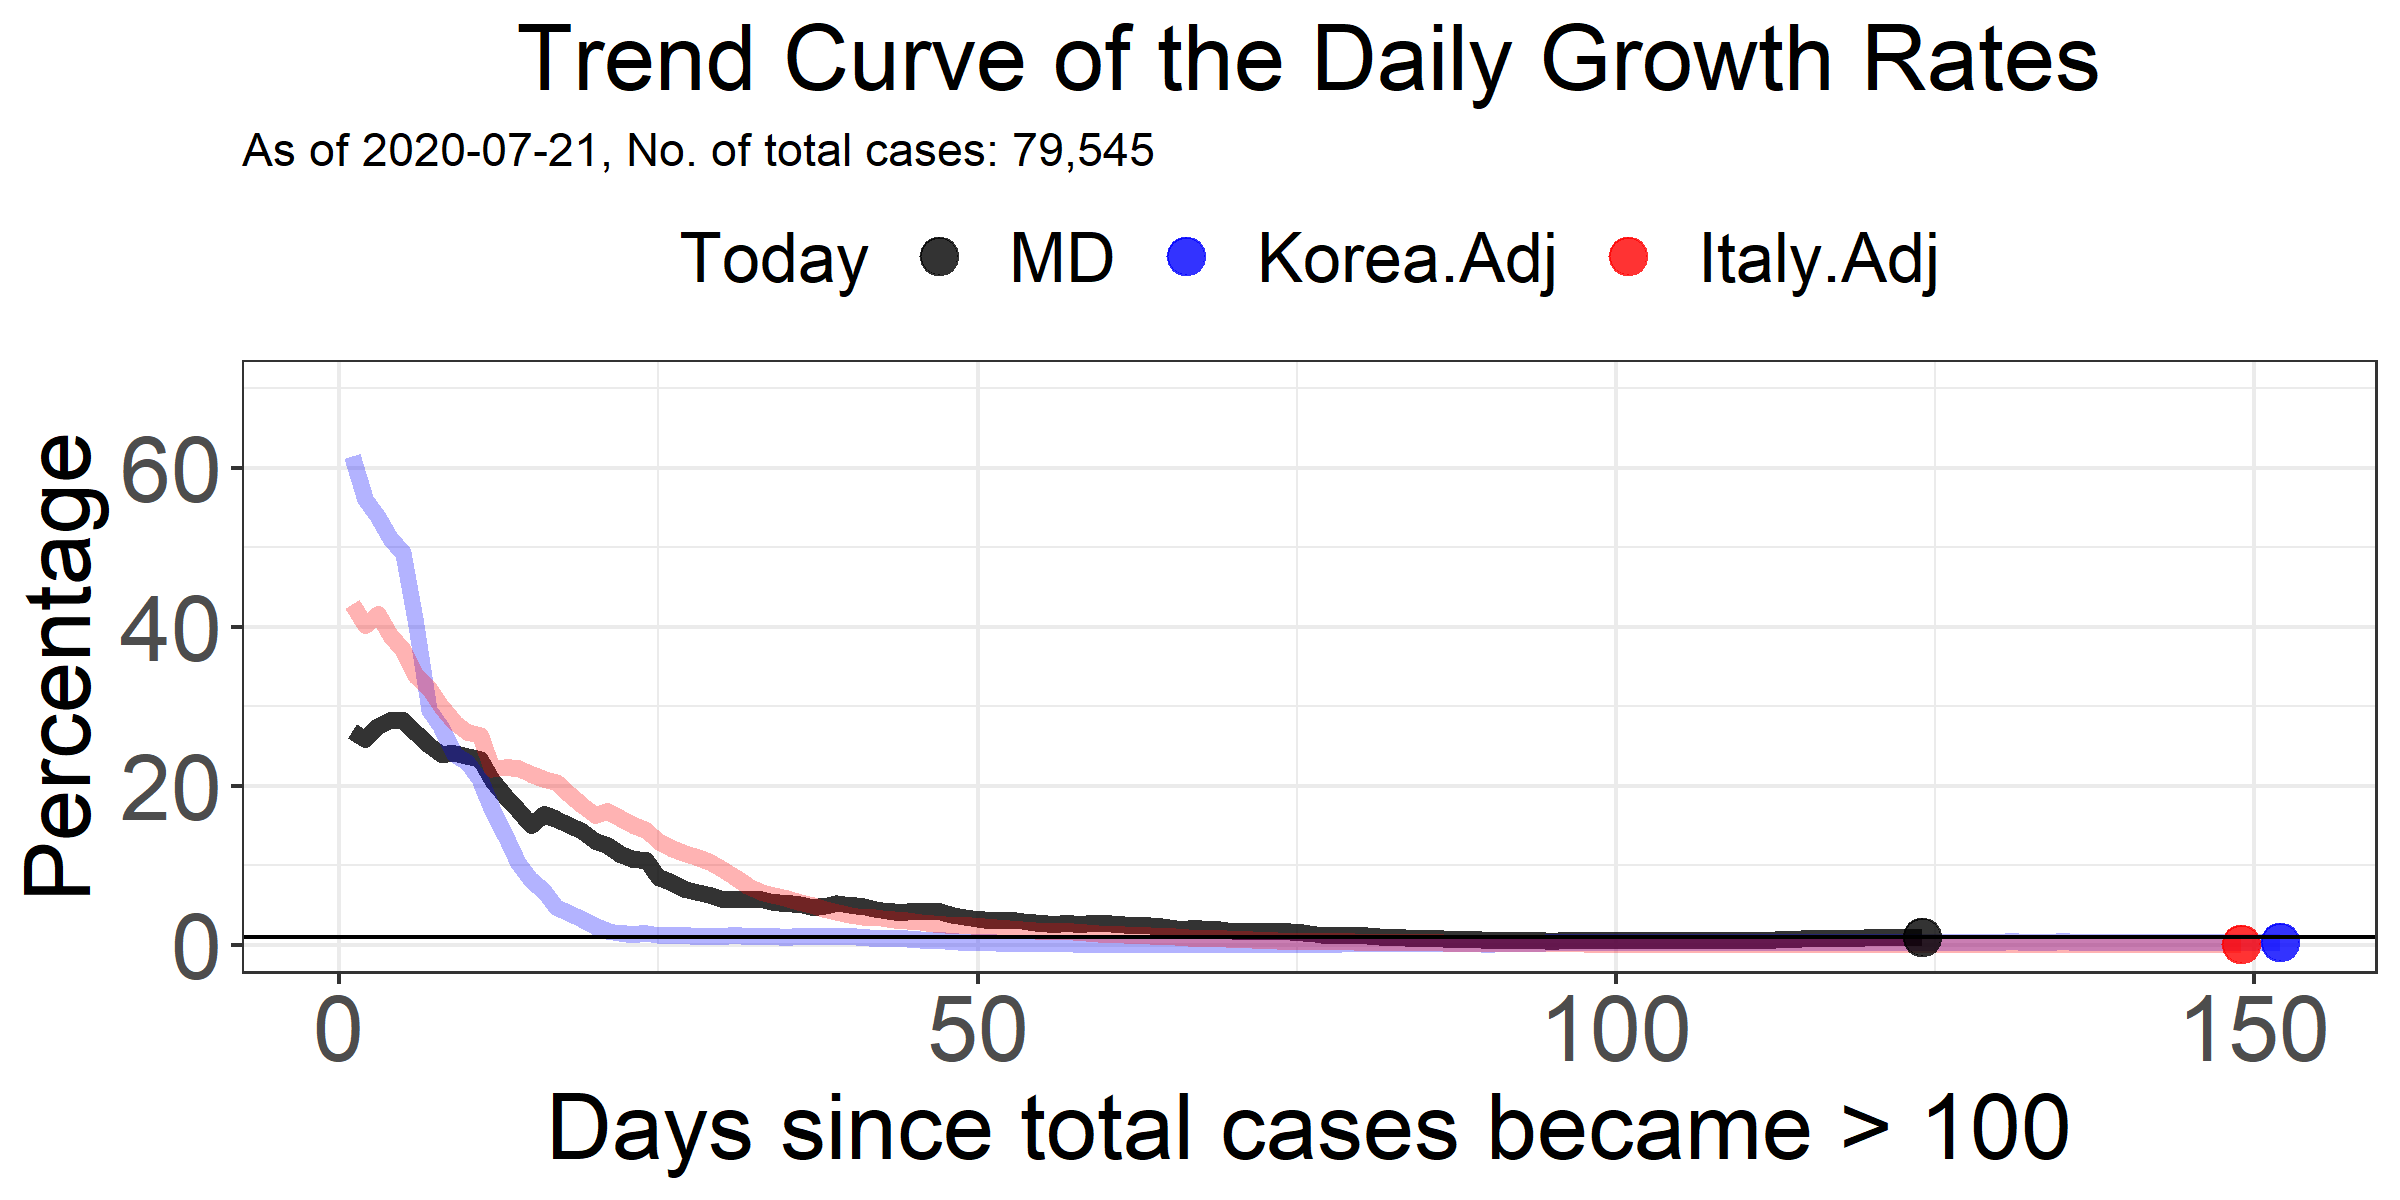 Trend Curve of the Daily Growth Rates
As of 2020-07-21, No. of total cases: 79,545
Today MD Korea.Adj Italy.Adj
Percentage
60
40
20
0
0 50 100 150
Days since total cases became > 100